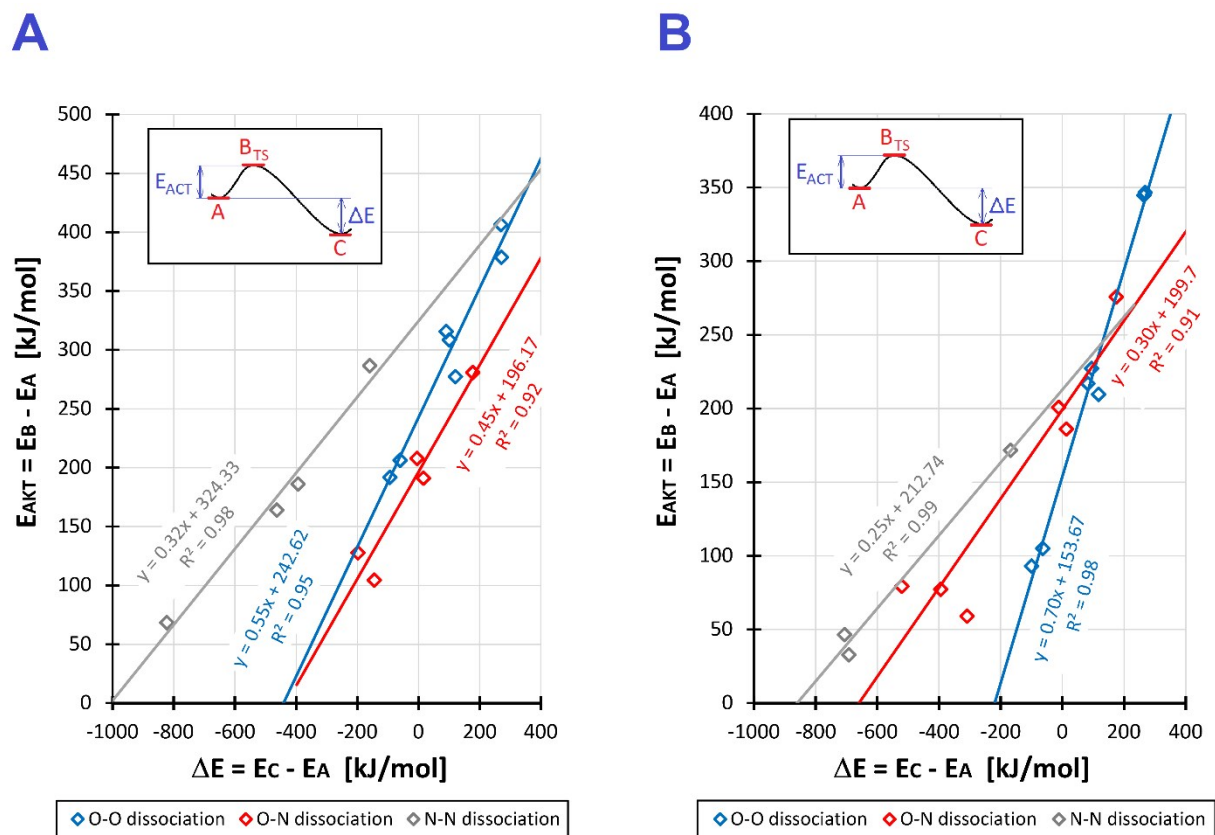 A
500
450
400
350
300
250
200
150
100
50
0
-1000 -800 -600 -400 -200 0 200 400
EAKT = EB - EA [kJ/mol]
ΔE = EC - EA [kJ/mol]
BTS
EACT
A
ΔE
C
y = 0.32x + 324.33
R² = 0.98
y = 0.55x + 242.62
R² = 0.95
y = 0.45x + 196.17
R² = 0.92
O-O dissociation O-N dissociation N-N dissociation
B
400
350
300
250
200
150
100
50
0
-1000 -800 -600 -400 -200 0 200 400
EAKT = EB - EA [kJ/mol]
ΔE = EC - EA [kJ/mol]
BTS
EACT
A
ΔE
C
y = 0.25x + 212.74
R² = 0.99
y = 0.70x + 153.67
R² = 0.98
y = 0.30x + 199.7
R² = 0.91
O-O dissociation O-N dissociation N-N dissociation